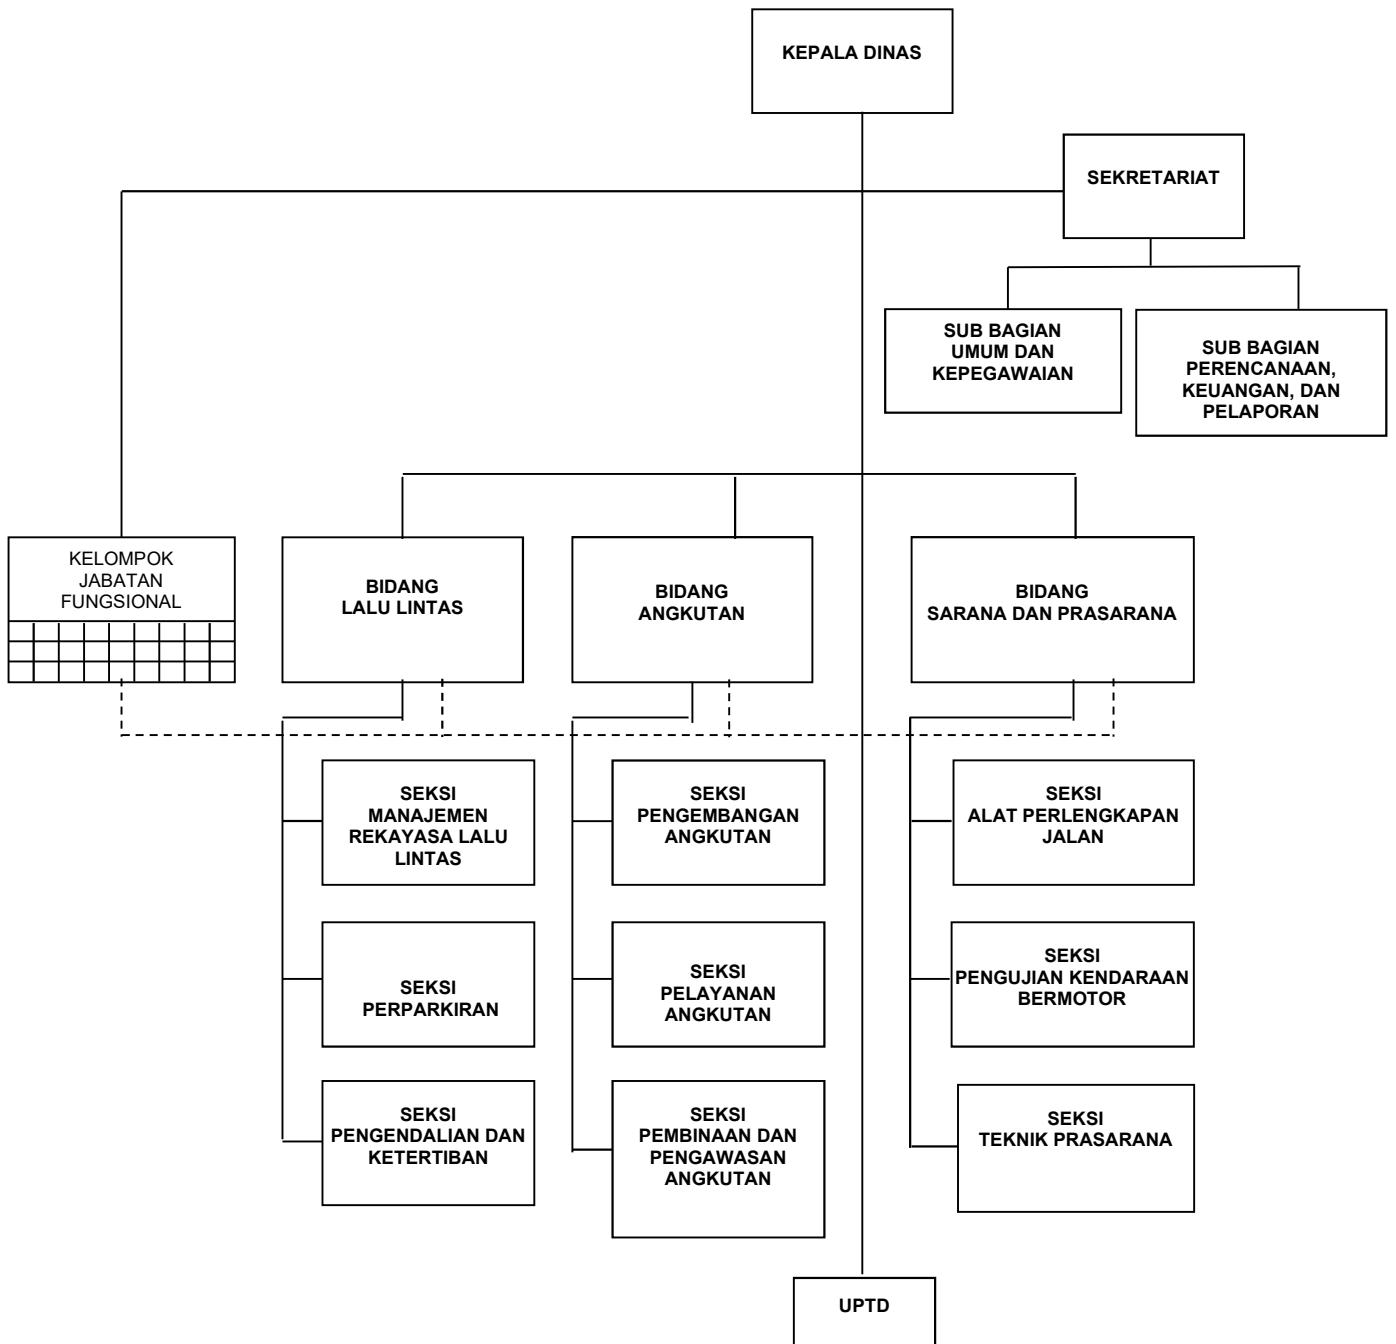 KEPALA DINAS
SEKRETARIAT
SUB BAGIAN
UMUM DAN
KEPEGAWAIAN
SUB BAGIAN
PERENCANAAN,
KEUANGAN, DAN
PELAPORAN
KELOMPOK
JABATAN
FUNGSIONAL
BIDANG
LALU LINTAS
BIDANG
ANGKUTAN
BIDANG
SARANA DAN PRASARANA
SEKSI
MANAJEMEN
REKAYASA LALU
LINTAS
SEKSI
PENGEMBANGAN
ANGKUTAN
SEKSI
ALAT PERLENGKAPAN
JALAN
SEKSI
PERPARKIRAN
SEKSI
PELAYANAN
ANGKUTAN
SEKSI
PENGUJIAN KENDARAAN
BERMOTOR
SEKSI
PENGENDALIAN DAN
KETERTIBAN
SEKSI
PEMBINAAN DAN
PENGAWASAN
ANGKUTAN
SEKSI
TEKNIK PRASARANA
UPTD